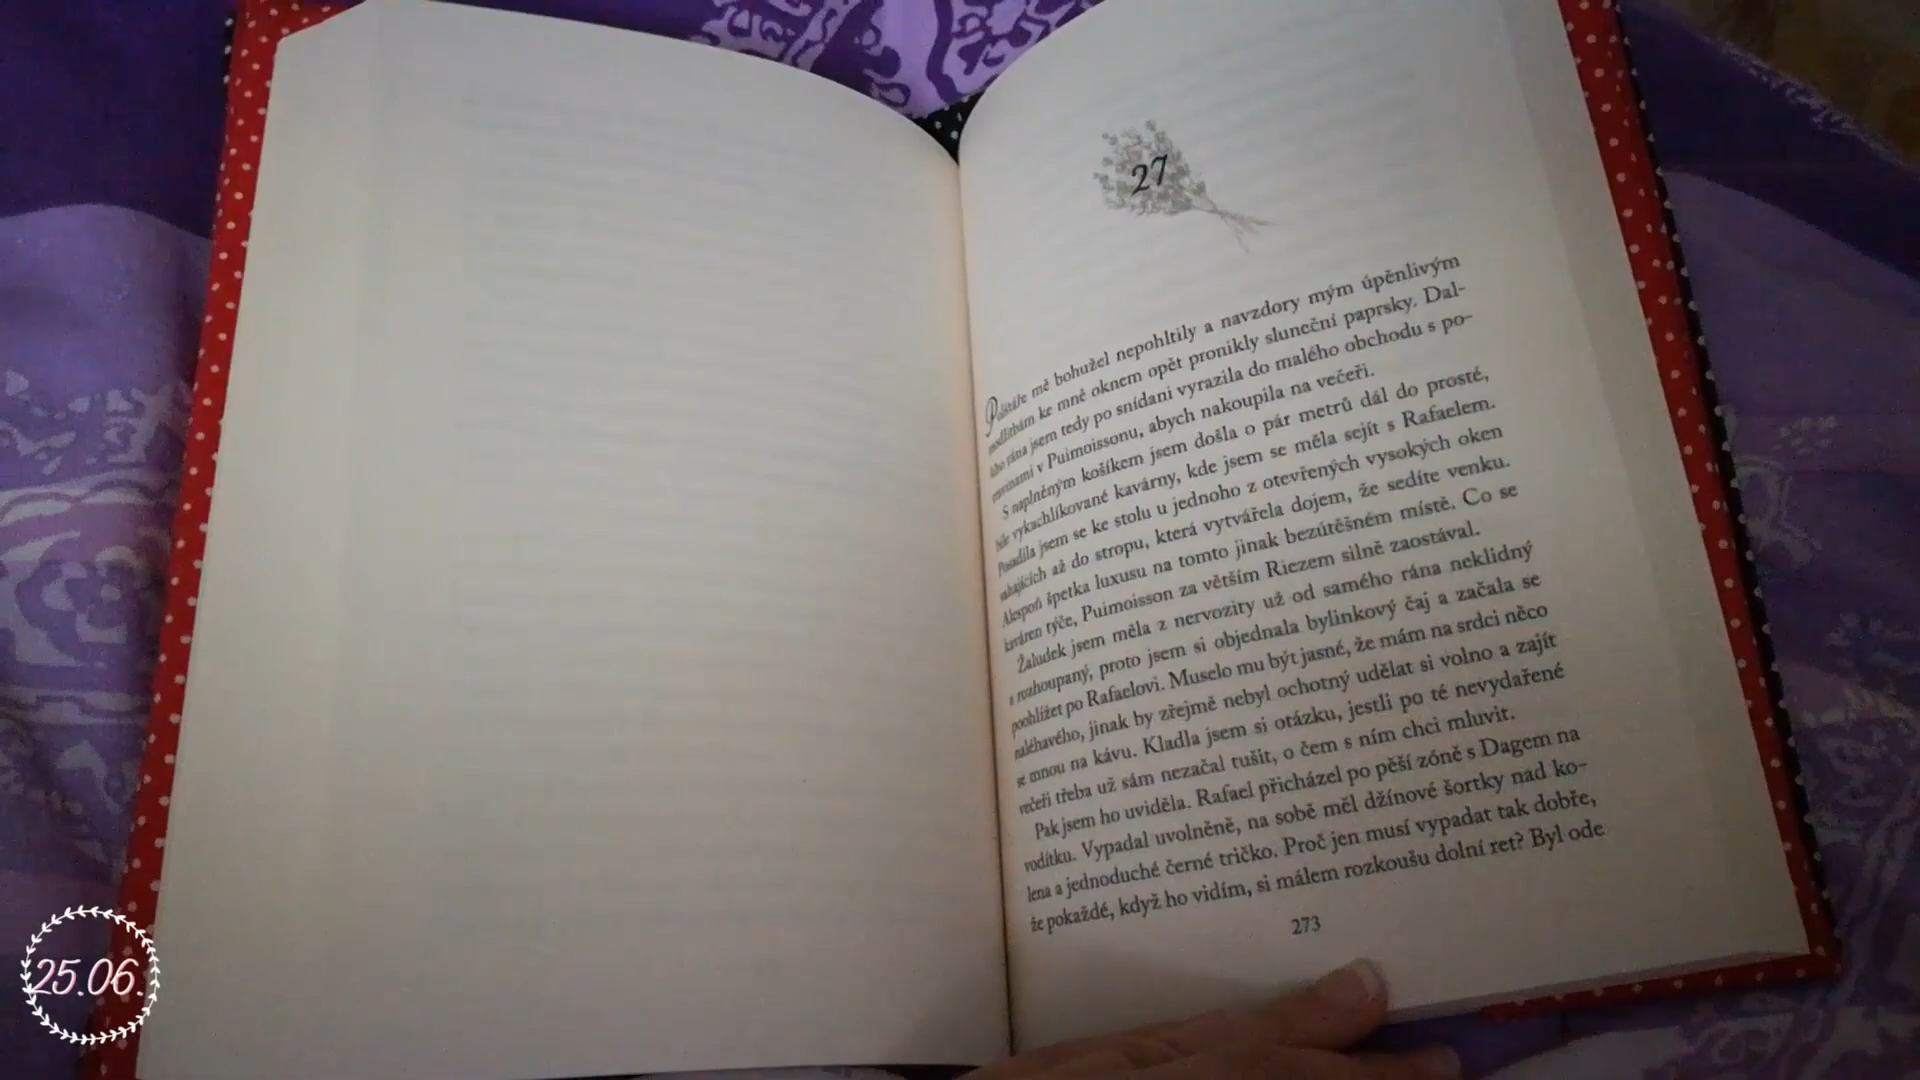 27
Polštáře mě bohužel nepohltily a navzdory mým úpěnlivým
modlitbám ke mně oknem opět pronikly sluneční paprsky. Dal-
šího rána jsem tedy po snídani vyrazila do malého obchodu s po-
travinami v Puimoissonu, abych nakoupila na večeři.
S naplněným košíkem jsem došla o pár metrů dál do prosté,
bíle vykachlíkované kavárny, kde jsem se měla sejít s Rafaelem.
Posadila jsem se ke stolu u jednoho z otevřených vysokých oken
sahajících až do stropu, která vytvářela dojem, že sedíte venku.
Alespoň špetka luxusu na tomto jinak bezútěšném místě. Co se
kaváren týče, Puimoisson za větším Riezem silně zaostával.
Žaludek jsem měla z nervozity už od samého rána neklidný
a rozhoupaný, proto jsem si objednala bylinkový čaj a začala se
poohlížet po Rafaelovi. Muselo mu být jasné, že mám na srdci něco
naléhavého, jinak by zřejmě nebyl ochotný udělat si volno a zajít
se mnou na kávu. Kladla jsem si otázku, jestli po té nevydařené
večeři třeba už sám nezačal tušit, o čem s ním chci mluvit.
Pak jsem ho uviděla. Rafael přicházel po pěší zóně s Dagem na
vodítku. Vypadal uvolněně, na sobě měl džínové šortky nad ko-
lena a jednoduché černé tričko. Proč jen musí vypadat tak dobře,
že pokaždé, když ho vidím, si málem rozkoušu dolní ret? Byl ode
273
25.06.